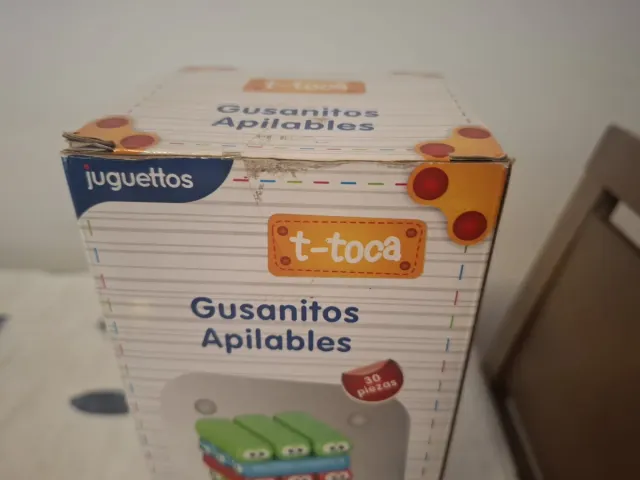 t-toca
Gusanitos
Apilables
juguettos
t-toca
Gusanitos
Apilables
30
piezas